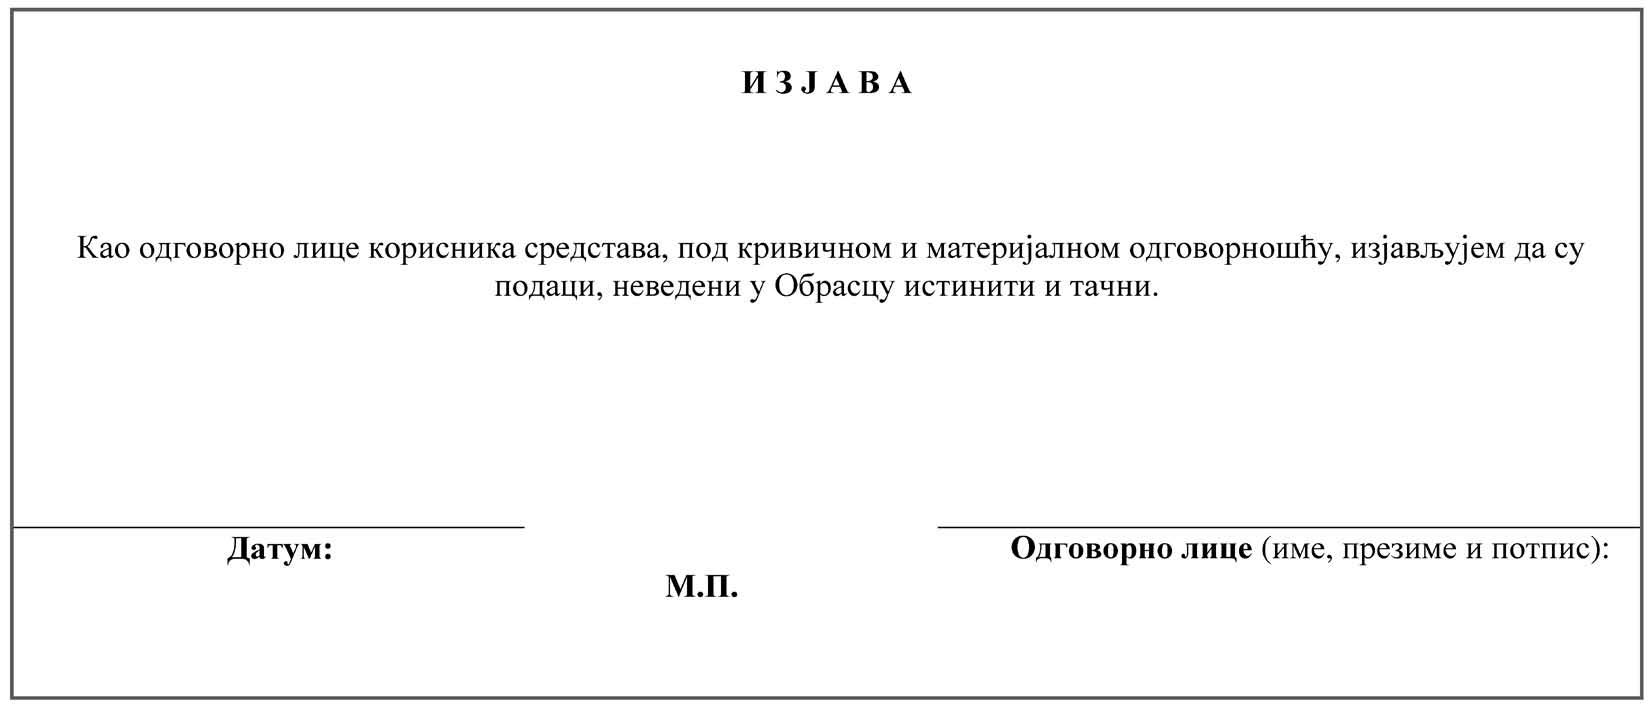 И З Ј А В А
Као одговорно лице корисника средстава, под кривичном и материјалном одговорношћу, изјављујем да су
подаци, неведени у Обрасцу истинити и тачни.
Датум:
Одговорно лице (име, презиме и потпис):
М.П.